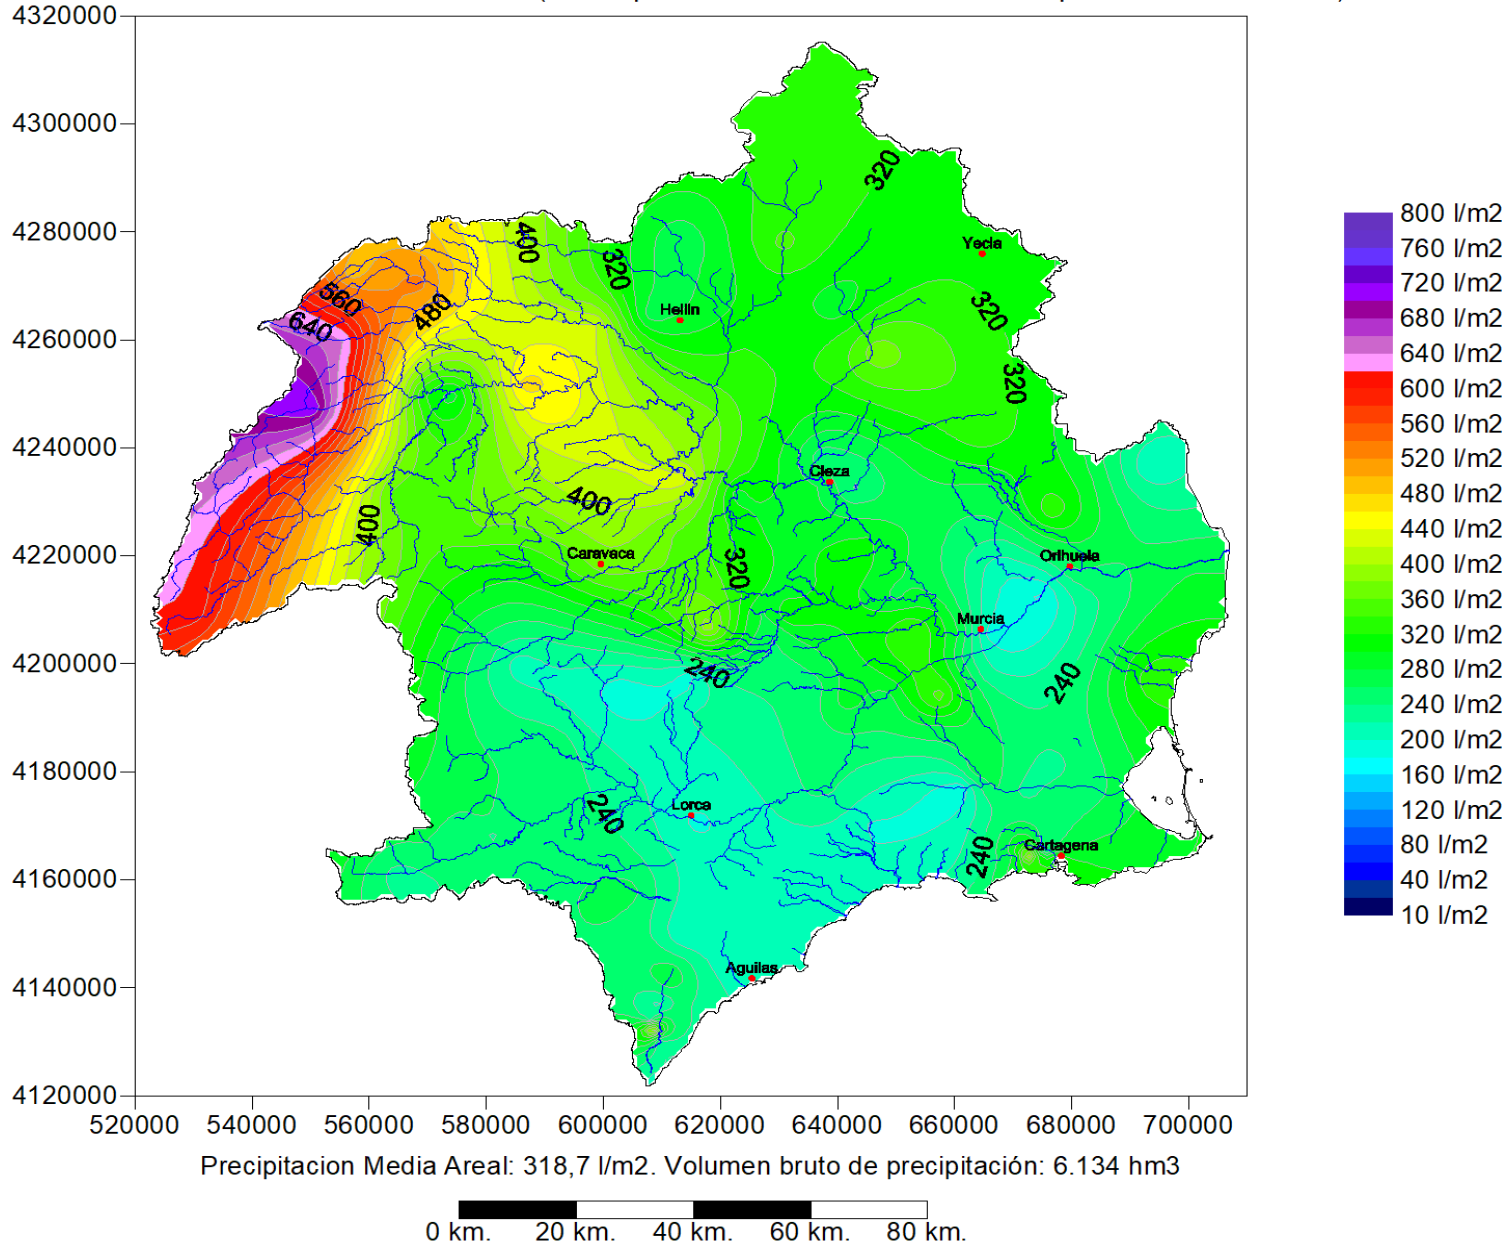 4320000
4300000
4280000
4260000
4240000
4220000
4200000
4180000
4160000
4140000
4120000
520000 540000 560000 580000 600000 620000 640000 660000 680000 700000
320
400
320
Yecla
560
480
320
Hellin
640
320
320
Cieza
400
400
Caravaca
320
Orihuela
Murcia
240
240
240
Lorca
240
Cartagena
Aguilas
800 l/m2
760 l/m2
720 l/m2
680 l/m2
640 l/m2
600 l/m2
560 l/m2
520 l/m2
480 l/m2
440 l/m2
400 l/m2
360 l/m2
320 l/m2
280 l/m2
240 l/m2
200 l/m2
160 l/m2
120 l/m2
80 l/m2
40 l/m2
10 l/m2
Precipitacion Media Areal: 318,7 l/m2. Volumen bruto de precipitación: 6.134 hm3
0 km. 20 km. 40 km. 60 km. 80 km.